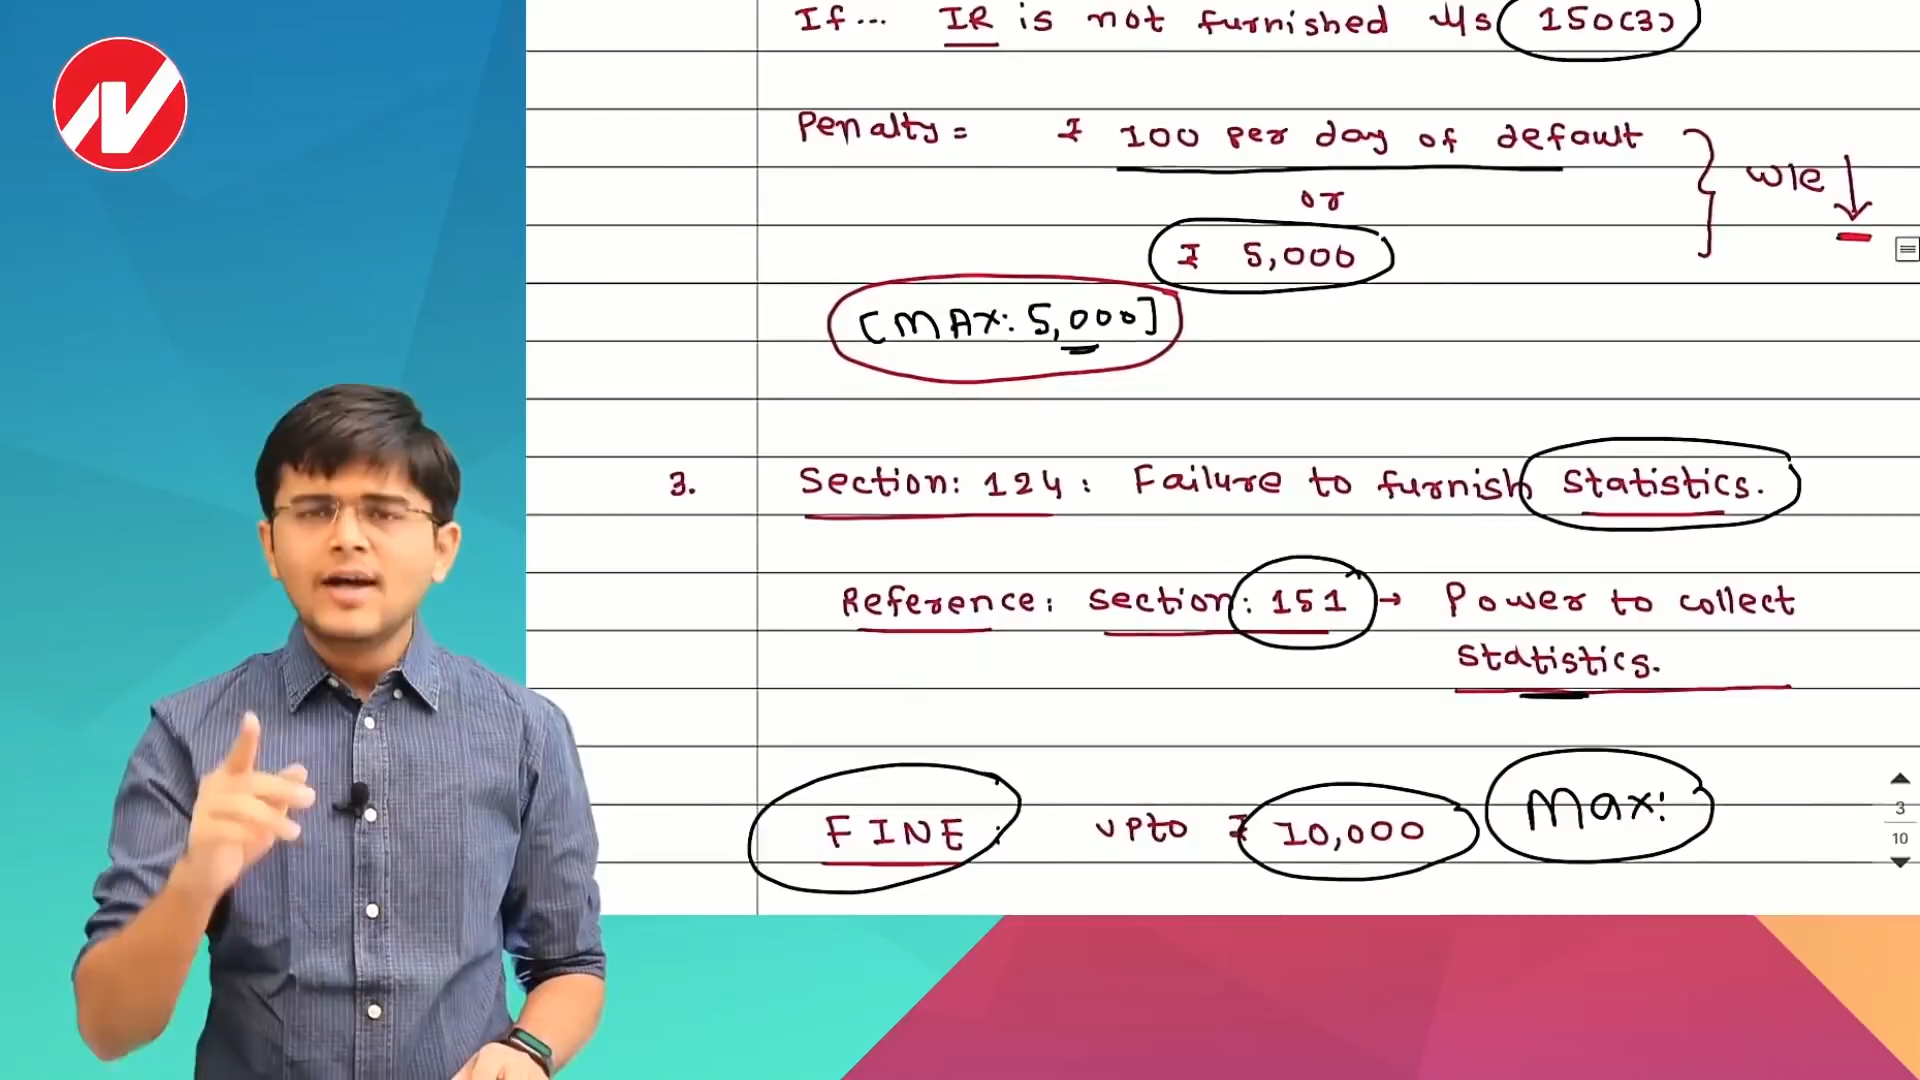 If... IR is not furnished u/s 150(3)
Penalty = ₹ 100 per day of default
or
₹ 5,000
w/e ↓
[MAX: 5,000]
3. Section: 124: Failure to furnish Statistics.
Reference: Section: 151 → Power to collect
statistics.
FINE: upto ₹ 10,000 Max:
3
10